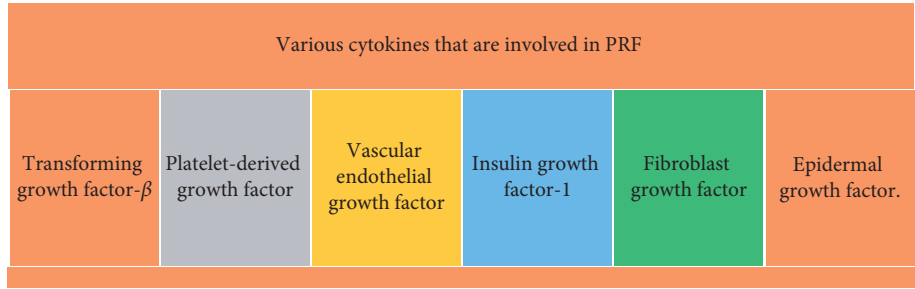 Various cytokines that are involved in PRF
Transforming
growth factor-β
Platelet-derived
growth factor
Vascular
endothelial
growth factor
Insulin growth
factor-1
Fibroblast
growth factor
Epidermal
growth factor.